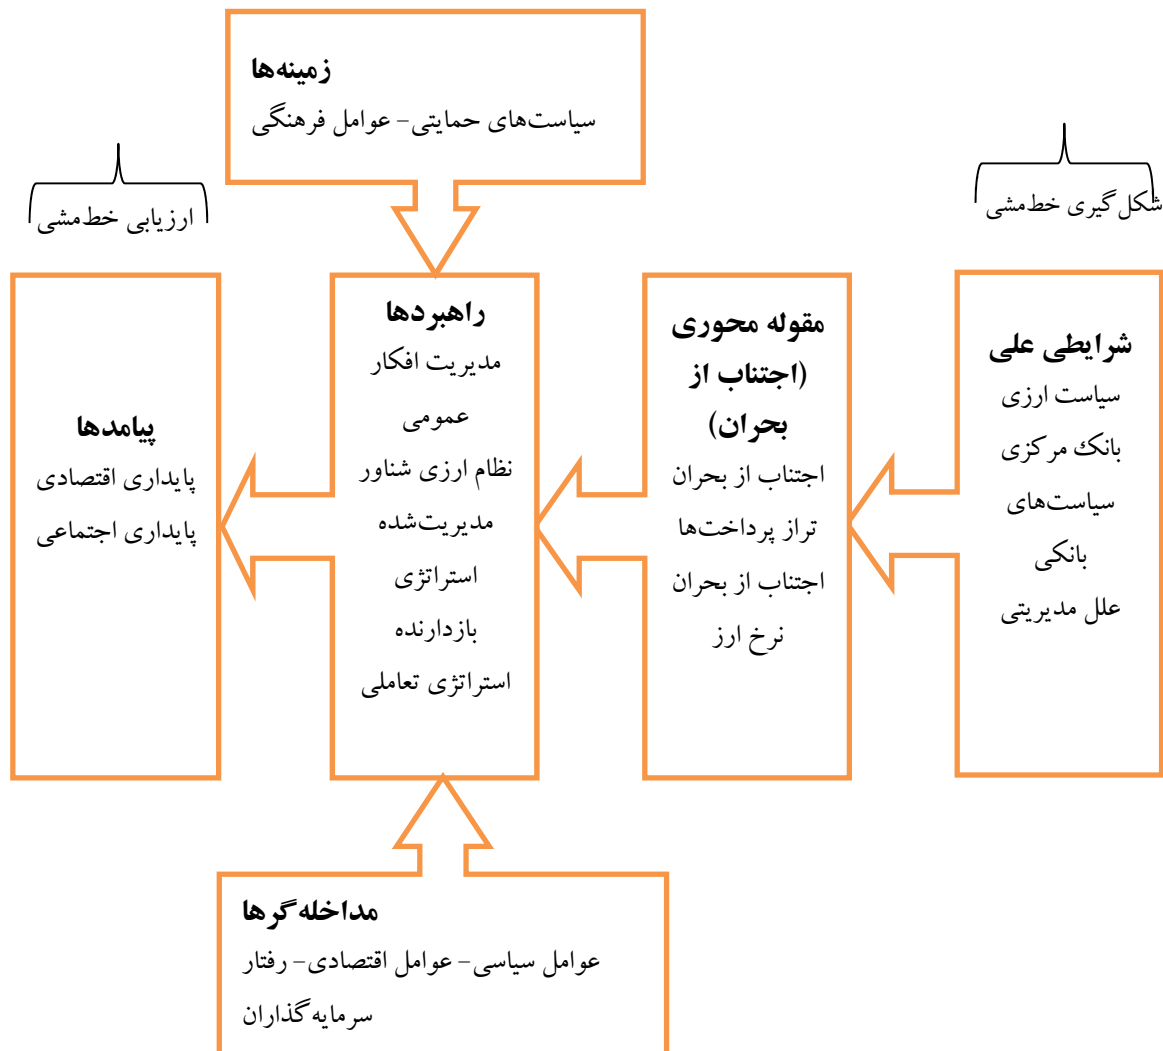 زمینه‌ها
سیاست‌های حمایتی- عوامل فرهنگی
شکل‌گیری خط‌مشی
ارزیابی خط‌مشی
شرایطی علی
سیاست ارزی
بانک مرکزی
سیاست‌های
بانکی
علل مدیریتی
مقوله محوری
(اجتناب از
بحران)
اجتناب از بحران
تراز پرداخت‌ها
اجتناب از بحران
نرخ ارز
راهبردها
مدیریت افکار
عمومی
نظام ارزی شناور
مدیریت‌شده
استراتژی
بازدارنده
استراتژی تعاملی
پیامدها
پایداری اقتصادی
پایداری اجتماعی
مداخله‌گرها
عوامل سیاسی- عوامل اقتصادی- رفتار
سرمایه‌گذاران